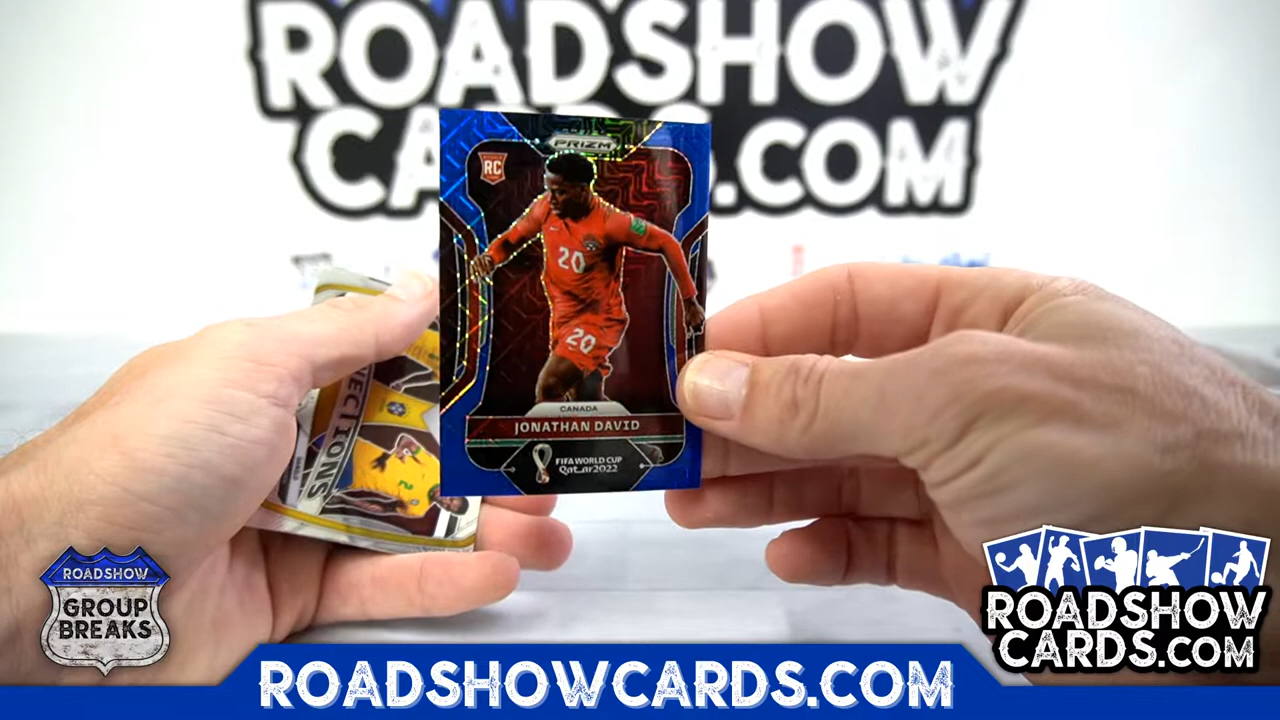 ROADSHOW
CARDS.COM
PRIZM
RC
20
20
CANADA
JONATHAN DAVID
FIFA WORLD CUP
Qatar2022
2
ROADSHOW
GROUP
BREAKS
ROADSHOW
CARDS.COM
ROADSHOWCARDS.COM